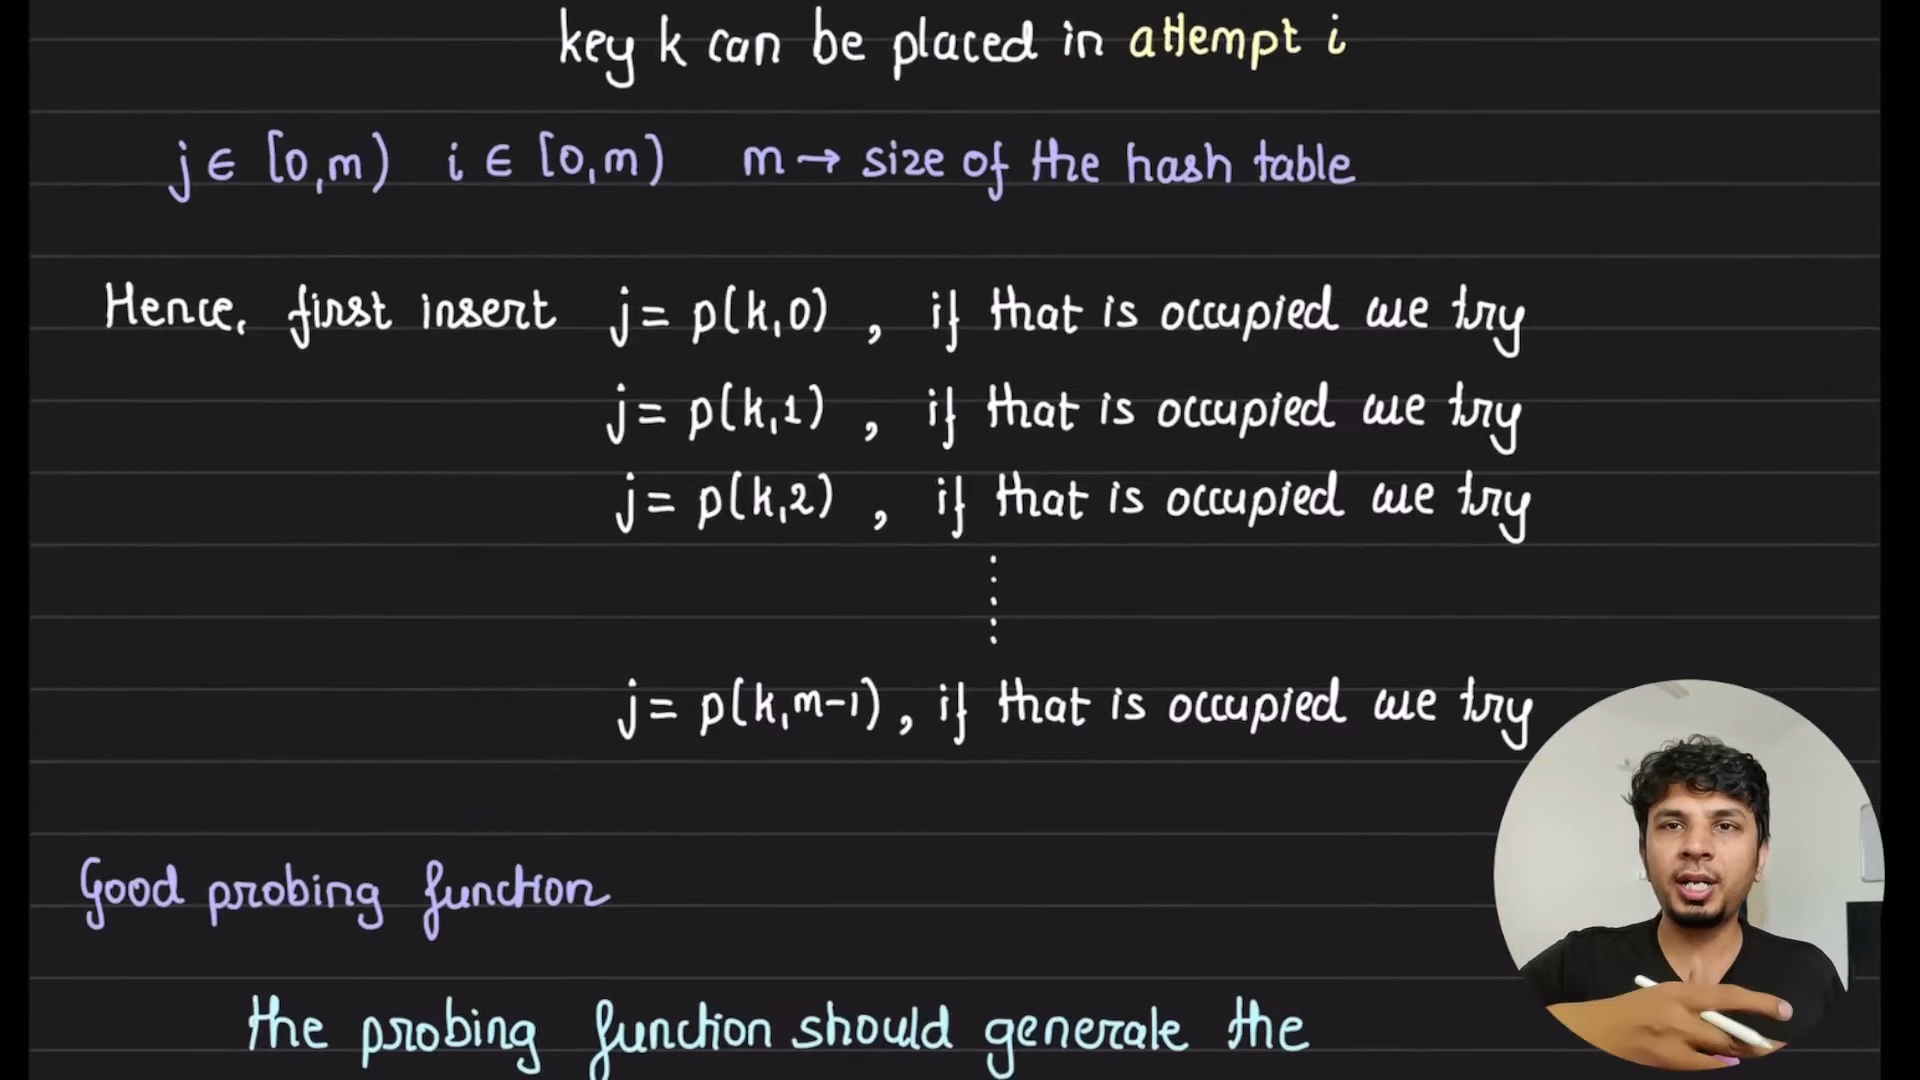 key k can be placed in attempt i
j ∈ [0,m) i ∈ [0,m) m → size of the hash table
Hence, first insert j = p(k,0) , if that is occupied we try
j = p(k,1) , if that is occupied we try
j = p(k,2) , if that is occupied we try
j = p(k,m-1) , if that is occupied we try
Good probing function
the probing function should generate the